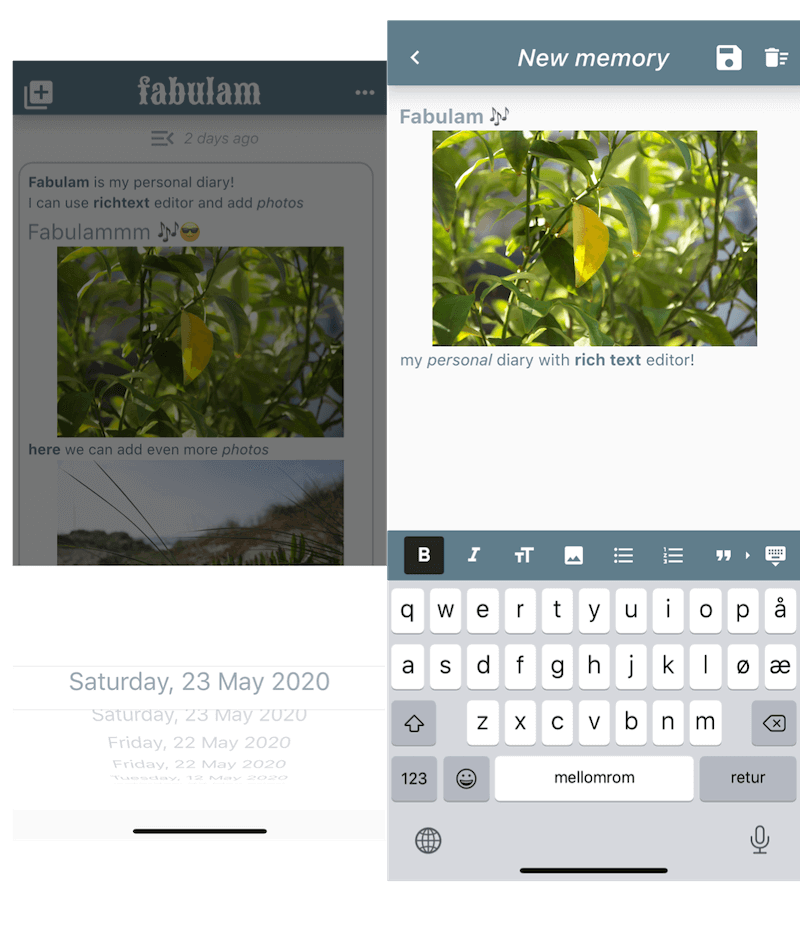 fabulam
2 days ago
Fabulam is my personal diary!
I can use richtext editor and add photos
Fabulammm 🎶😎
here we can add even more photos
Saturday, 23 May 2020
Saturday, 23 May 2020
Friday, 22 May 2020
Friday, 22 May 2020
Tuesday, 12 May 2020
New memory
Fabulam 🎶
my personal diary with rich text editor!
B I TT
q w e r t y u i o p å
a s d f g h j k l ø æ
z x c v b n m
123 mellomrom retur